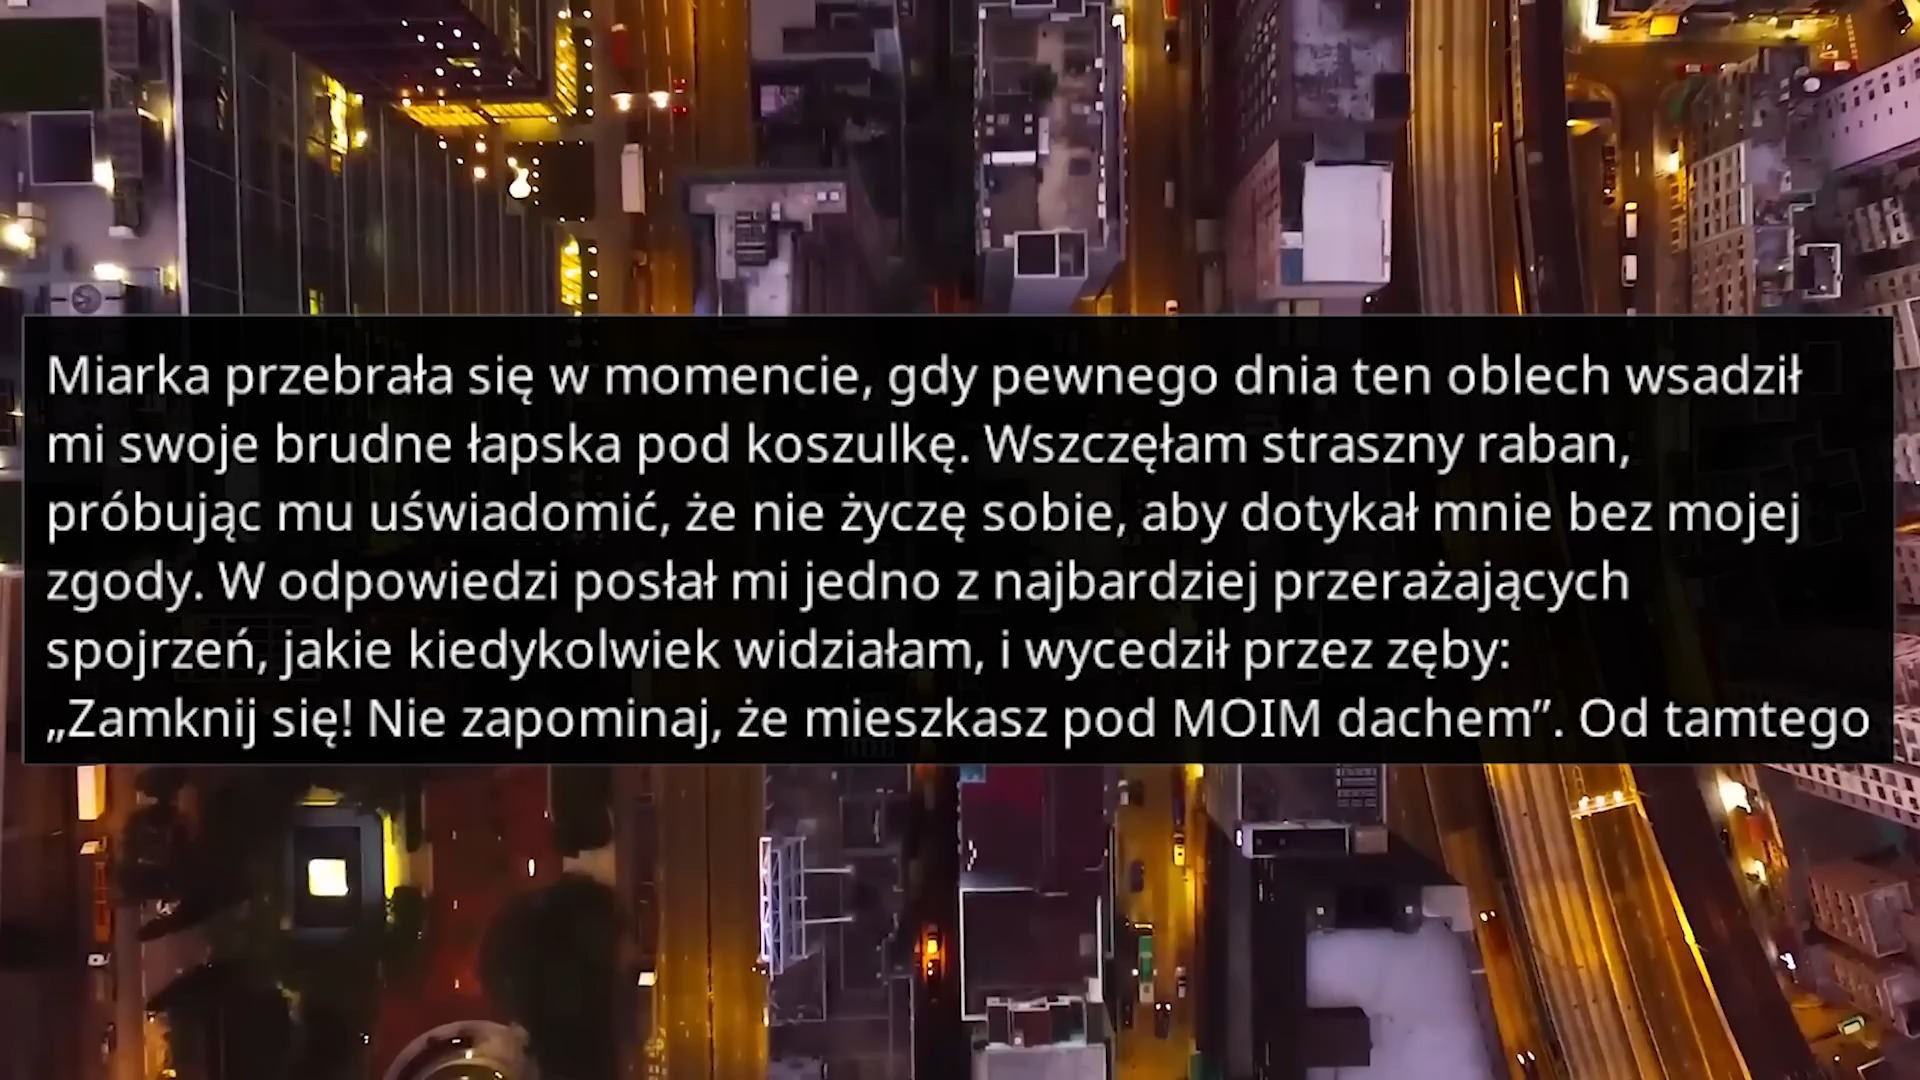 Miarka przebrała się w momencie, gdy pewnego dnia ten oblech wsadził
mi swoje brudne łapska pod koszulkę. Wszczęłam straszny raban,
próbując mu uświadomić, że nie życzę sobie, aby dotykał mnie bez mojej
zgody. W odpowiedzi posłał mi jedno z najbardziej przerażających
spojrzeń, jakie kiedykolwiek widziałam, i wycedził przez zęby:
„Zamknij się! Nie zapominaj, że mieszkasz pod MOIM dachem”. Od tamtego